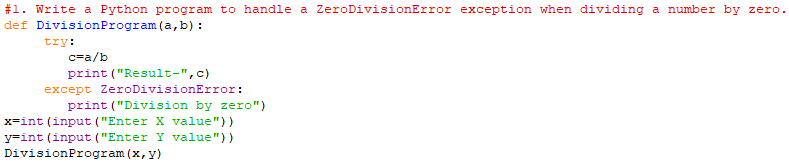 #1. Write a Python program to handle a ZeroDivisionError exception when dividing a number by zero.
def DivisionProgram(a,b):
     try:
        c=a/b
        print("Result-",c)
     except ZeroDivisionError:
        print("Division by zero")
x=int(input("Enter X value"))
y=int(input("Enter Y value"))
DivisionProgram(x,y)